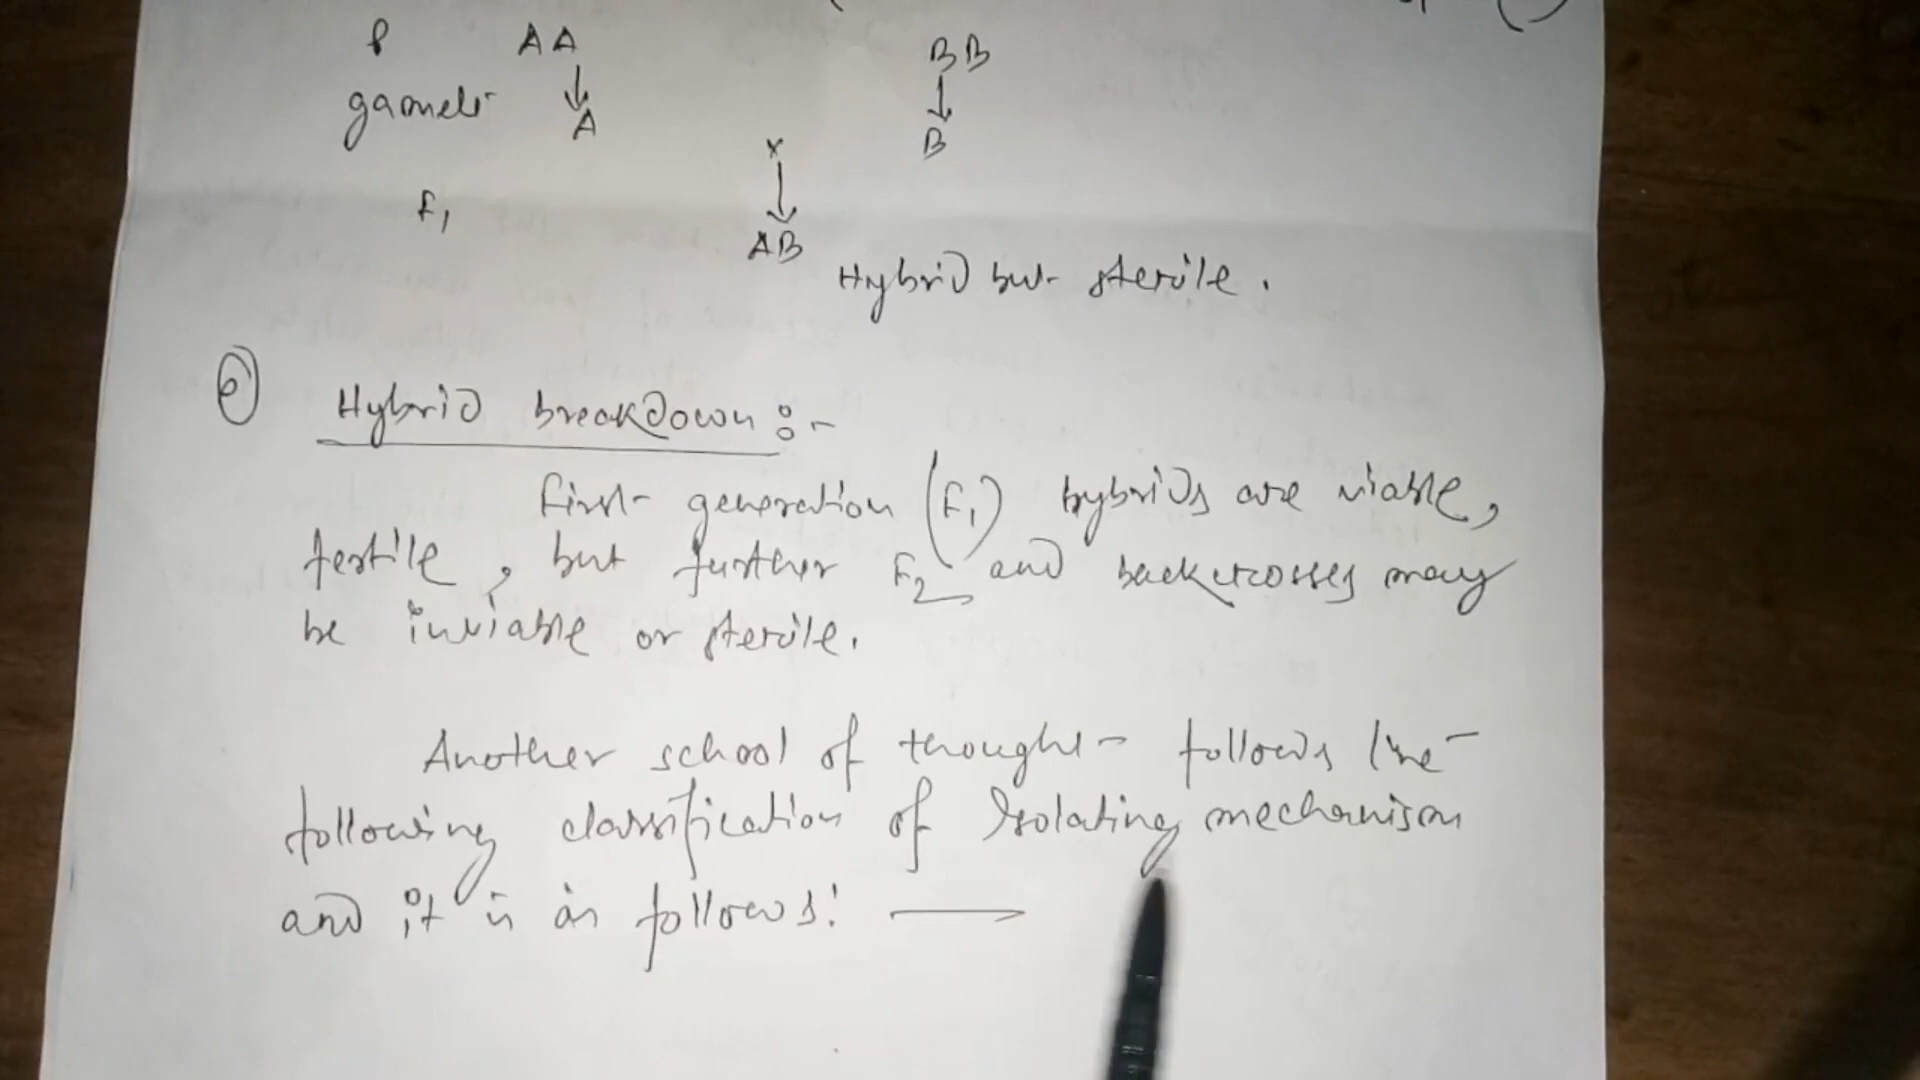 P AA BB
gametes A B
x
F1
AB
Hybrid but sterile.
e Hybrid breakdown :-
First generation (F1) hybrids are viable,
fertile, but further F2 and backcrosses may
be inviable or sterile.
Another school of thought follows the
following classification of Isolating mechanism
and it is as follows: —